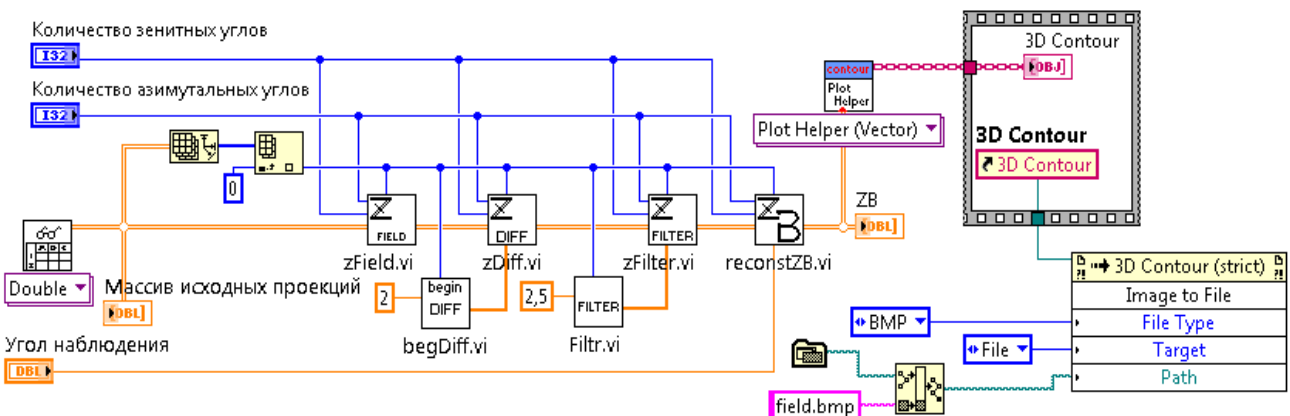 Количество зенитных углов
I32
Количество азимутальных углов
I32
0
Double
Массив исходных проекций
DBL]
Угол наблюдения
DBL
Z
FIELD
zField.vi
2
begin
DIFF
begDiff.vi
Z
DIFF
zDiff.vi
2,5
FILTER
Filtr.vi
Z
FILTER
zFilter.vi
Z
B
reconstZB.vi
contour
Plot
Helper
Plot Helper (Vector)
ZB
DBL]
3D Contour
OBJ]
3D Contour
3D Contour
3D Contour (strict)
Image to File
BMP
File Type
File
Target
Path
field.bmp